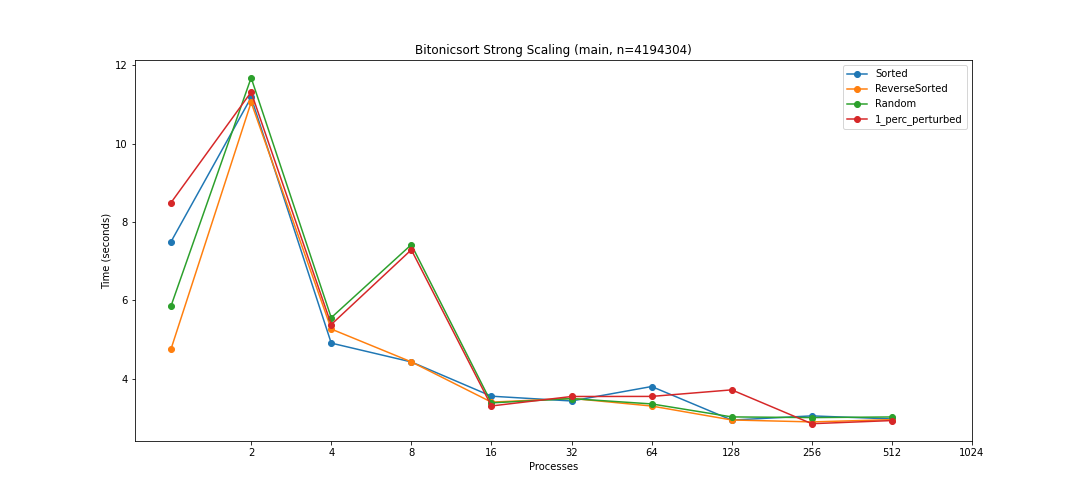 Bitonicsort Strong Scaling (main, n=4194304)
Sorted
ReverseSorted
Random
1_perc_perturbed
Time (seconds)
12
10
8
6
4
2 4 8 16 32 64 128 256 512 1024
Processes